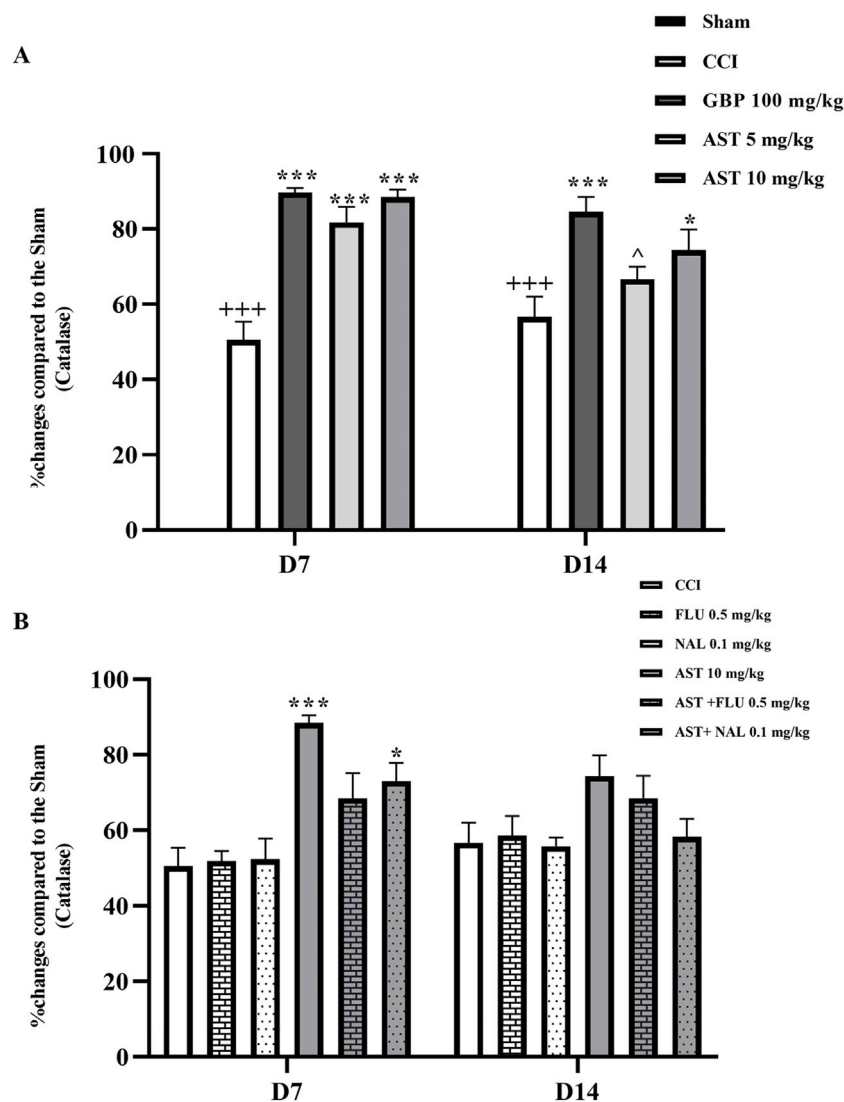 A
Sham
CCI
GBP 100 mg/kg
AST 5 mg/kg
AST 10 mg/kg
%changes compared to the Sham
(Catalase)
100
80
60
40
20
0
+++
***
***
***
+++
***
^
*
D7
D14
B
CCI
FLU 0.5 mg/kg
NAL 0.1 mg/kg
AST 10 mg/kg
AST +FLU 0.5 mg/kg
AST+ NAL 0.1 mg/kg
%changes compared to the Sham
(Catalase)
100
80
60
40
20
0
***
*
D7
D14